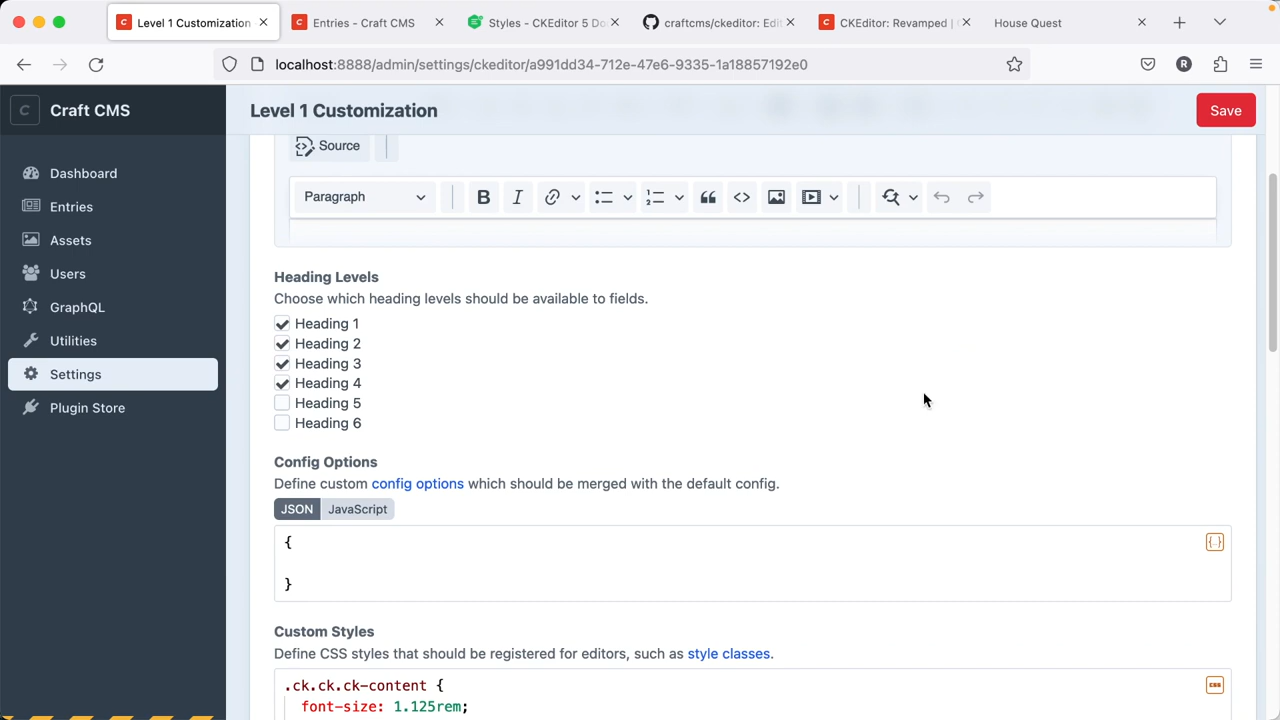 Level 1 Customization
Entries - Craft CMS
Styles - CKEditor 5 Do
craftcms/ckeditor: Edi
CKEditor: Revamped |
House Quest
localhost:8888/admin/settings/ckeditor/a991dd34-712e-47e6-9335-1a18857192e0
R
C Craft CMS
Level 1 Customization
Save
Dashboard
Entries
Assets
Users
GraphQL
Utilities
Settings
Plugin Store
Source
Paragraph
Heading Levels
Choose which heading levels should be available to fields.
Heading 1
Heading 2
Heading 3
Heading 4
Heading 5
Heading 6
Config Options
Define custom config options which should be merged with the default config.
JSON JavaScript
{
}
Custom Styles
Define CSS styles that should be registered for editors, such as style classes.
.ck.ck.ck-content {
font-size: 1.125rem;